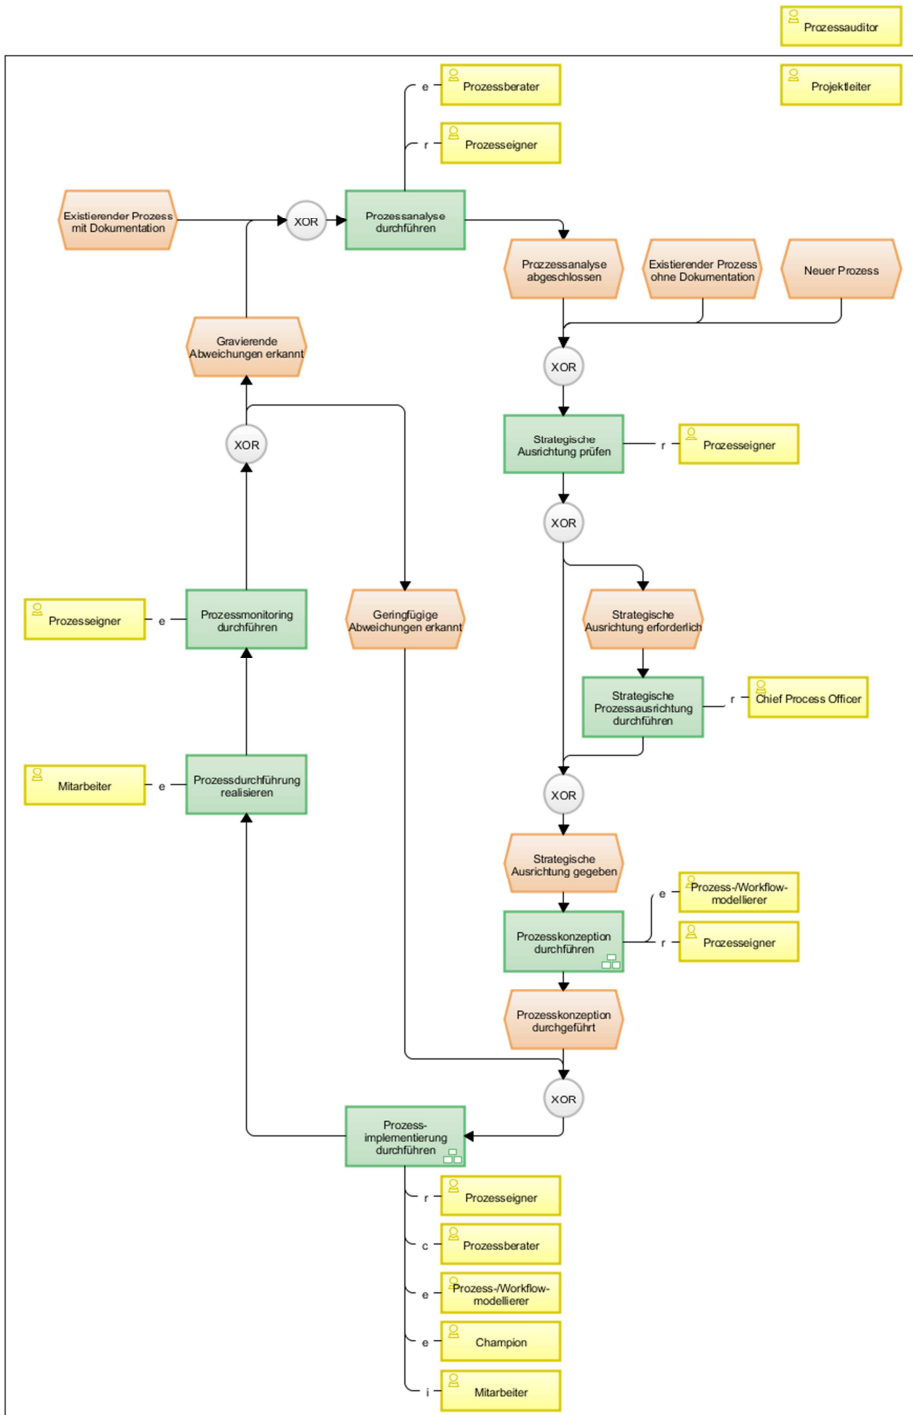 Prozessauditor
Projektleiter
e
Prozessberater
r
Prozesseigner
Existierender Prozess
mit Dokumentation
XOR
Prozessanalyse
durchführen
Prozzessanalyse
abgeschlossen
Existierender Prozess
ohne Dokumentation
Neuer Prozess
Gravierende
Abweichungen erkannt
XOR
XOR
Strategische
Ausrichtung prüfen
r
Prozesseigner
XOR
Prozesseigner
e
Prozessmonitoring
durchführen
Geringfügige
Abweichungen erkannt
Strategische
Ausrichtung erforderlich
Strategische
Prozessausrichtung
durchführen
r
Chief Process Officer
Mitarbeiter
e
Prozessdurchführung
realisieren
XOR
Strategische
Ausrichtung gegeben
e
Prozess-/Workflow-
modellierer
Prozesskonzeption
durchführen
r
Prozesseigner
Prozesskonzeption
durchgeführt
XOR
Prozess-
implementierung
durchführen
r
Prozesseigner
c
Prozessberater
e
Prozess-/Workflow-
modellierer
e
Champion
i
Mitarbeiter